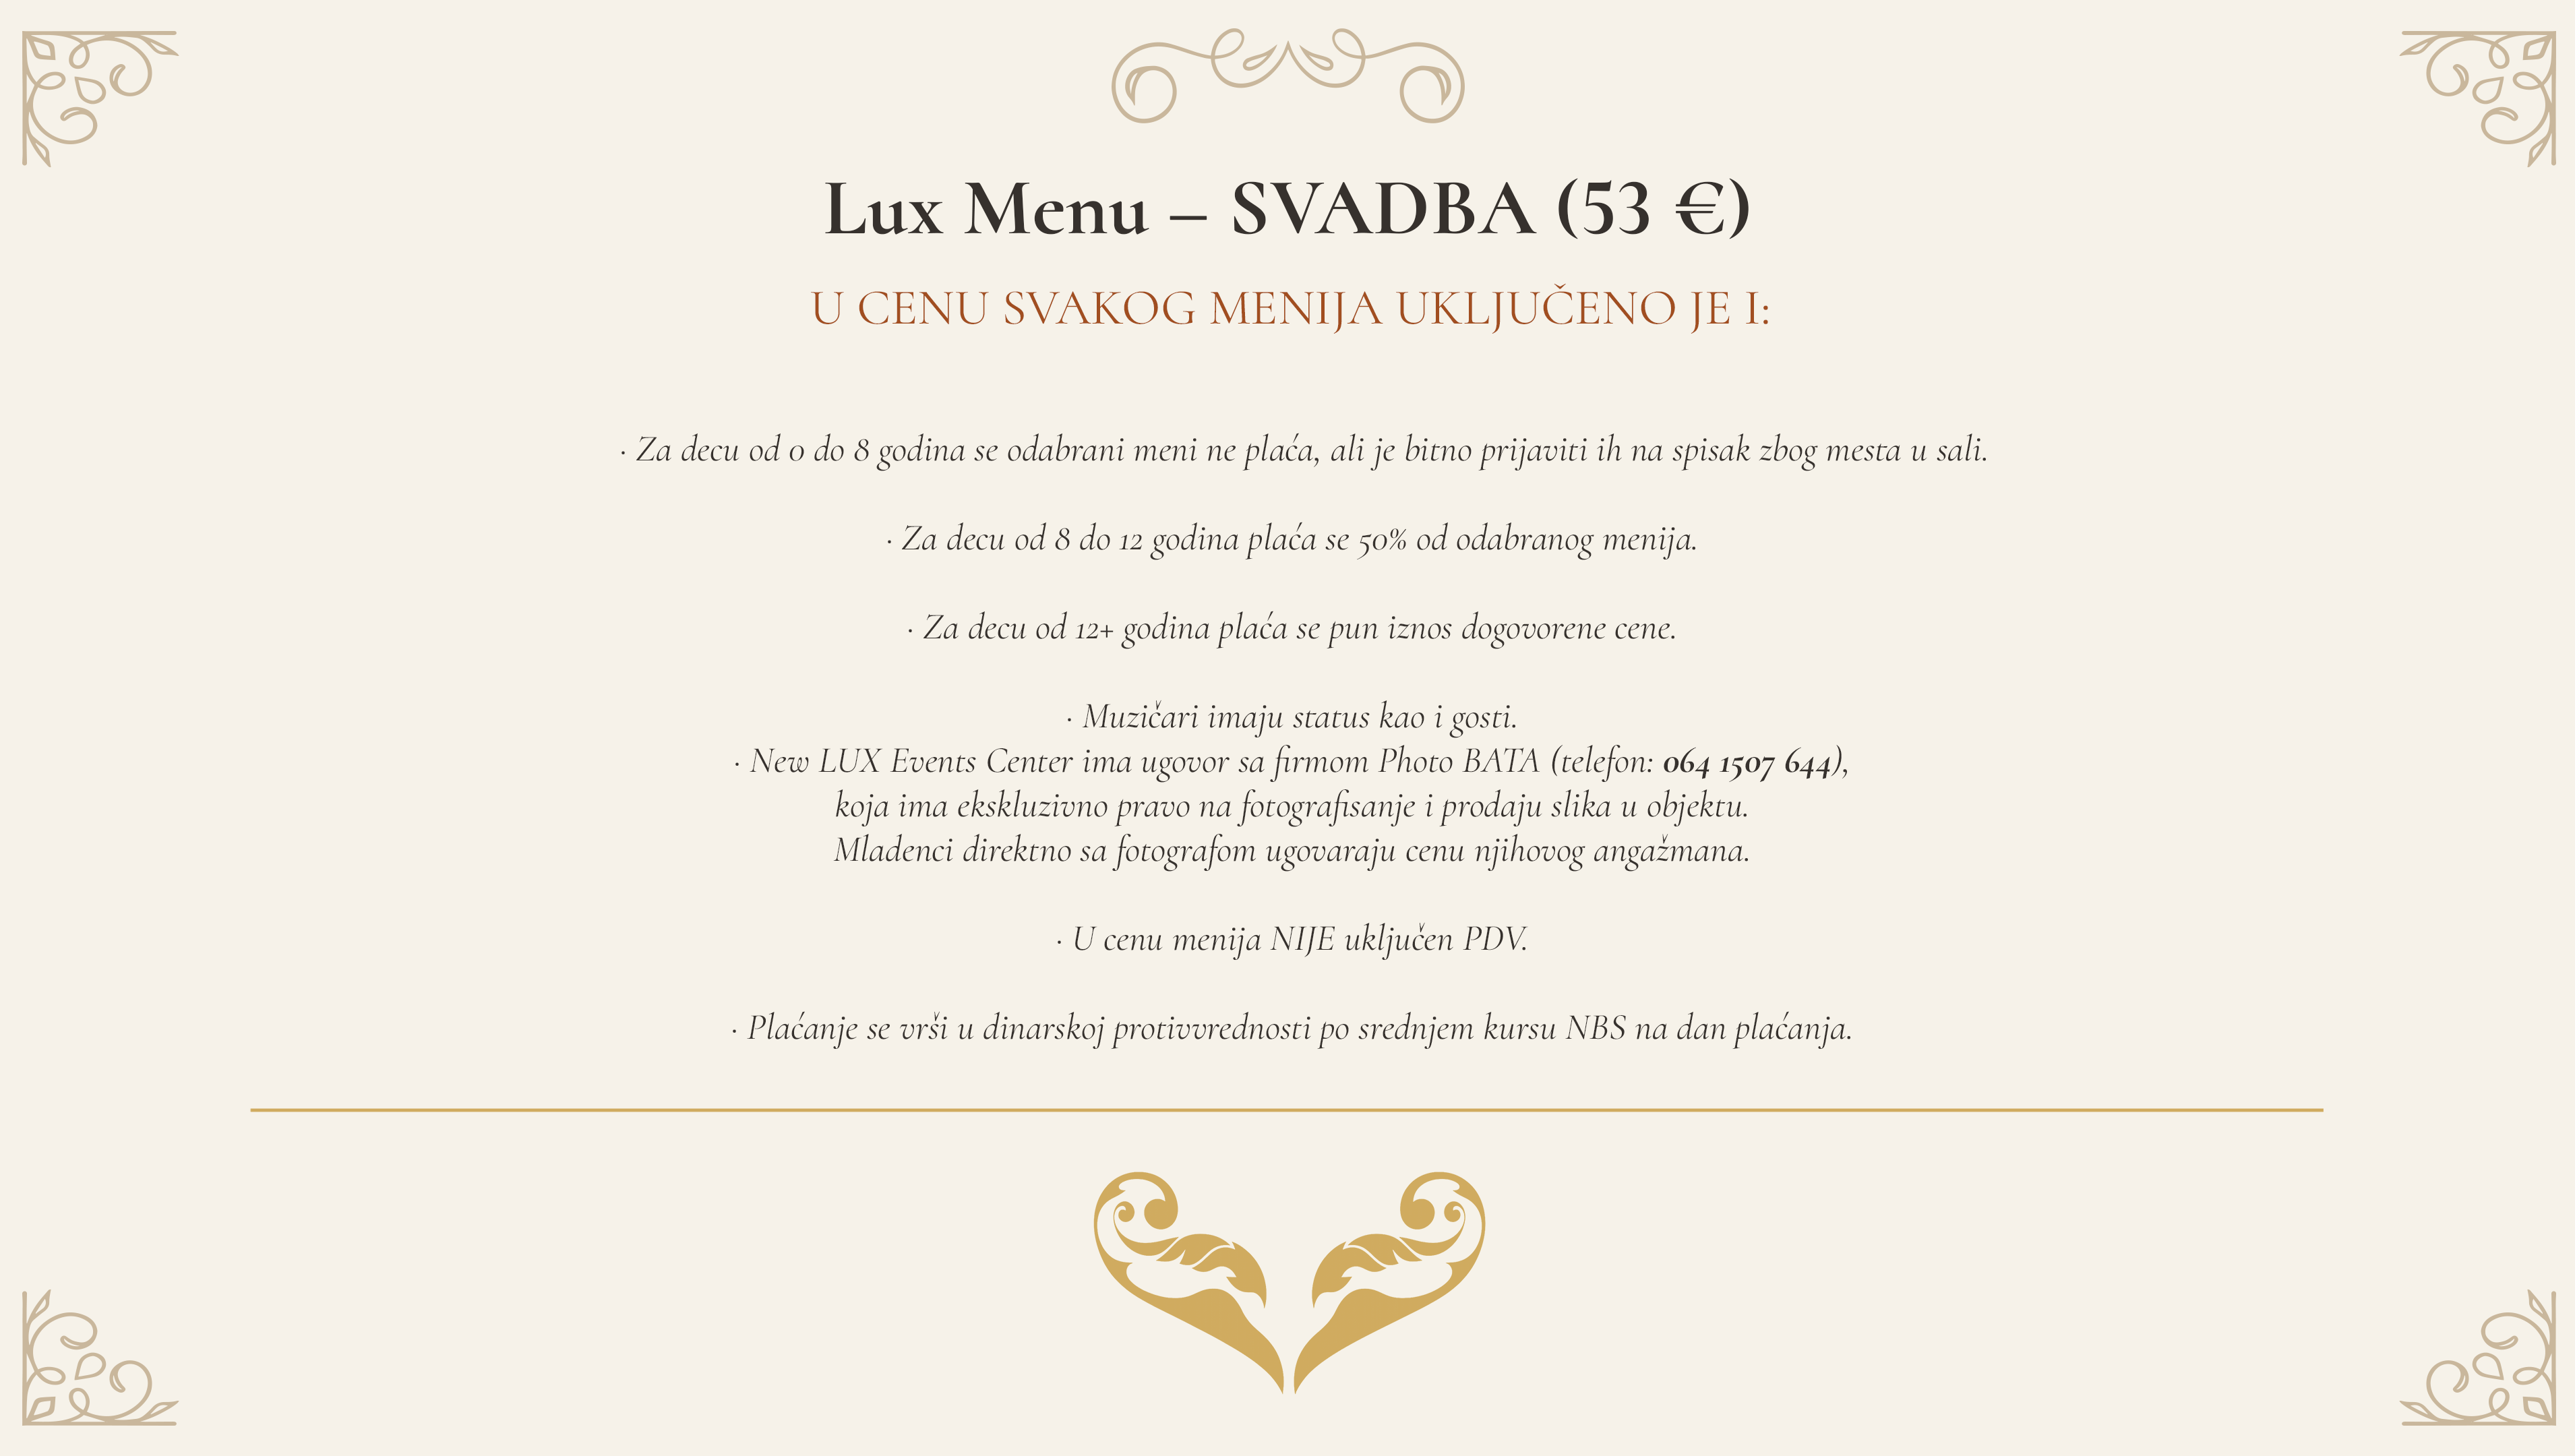 Lux Menu – SVADBA (53 €)
U CENU SVAKOG MENIJA UKLJUČENO JE I:
· Za decu od 0 do 8 godina se odabrani meni ne plaća, ali je bitno prijaviti ih na spisak zbog mesta u sali.
· Za decu od 8 do 12 godina plaća se 50% od odabranog menija.
· Za decu od 12+ godina plaća se pun iznos dogovorene cene.
· Muzičari imaju status kao i gosti.
· New LUX Events Center ima ugovor sa firmom Photo BATA (telefon: 064 1507 644),
koja ima ekskluzivno pravo na fotografisanje i prodaju slika u objektu.
Mladenci direktno sa fotografom ugovaraju cenu njihovog angažmana.
· U cenu menija NIJE uključen PDV.
· Plaćanje se vrši u dinarskoj protivvrednosti po srednjem kursu NBS na dan plaćanja.